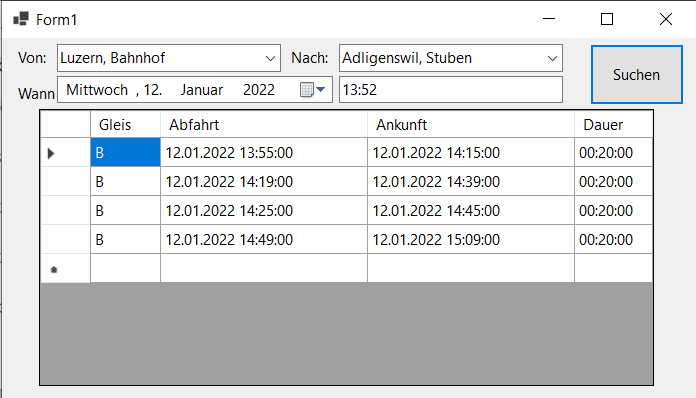 Form1
Von: Luzern, Bahnhof Nach: Adligenswil, Stuben Suchen
Wann Mittwoch , 12. Januar 2022 13:52
Gleis Abfahrt Ankunft Dauer
B 12.01.2022 13:55:00 12.01.2022 14:15:00 00:20:00
B 12.01.2022 14:19:00 12.01.2022 14:39:00 00:20:00
B 12.01.2022 14:25:00 12.01.2022 14:45:00 00:20:00
B 12.01.2022 14:49:00 12.01.2022 15:09:00 00:20:00